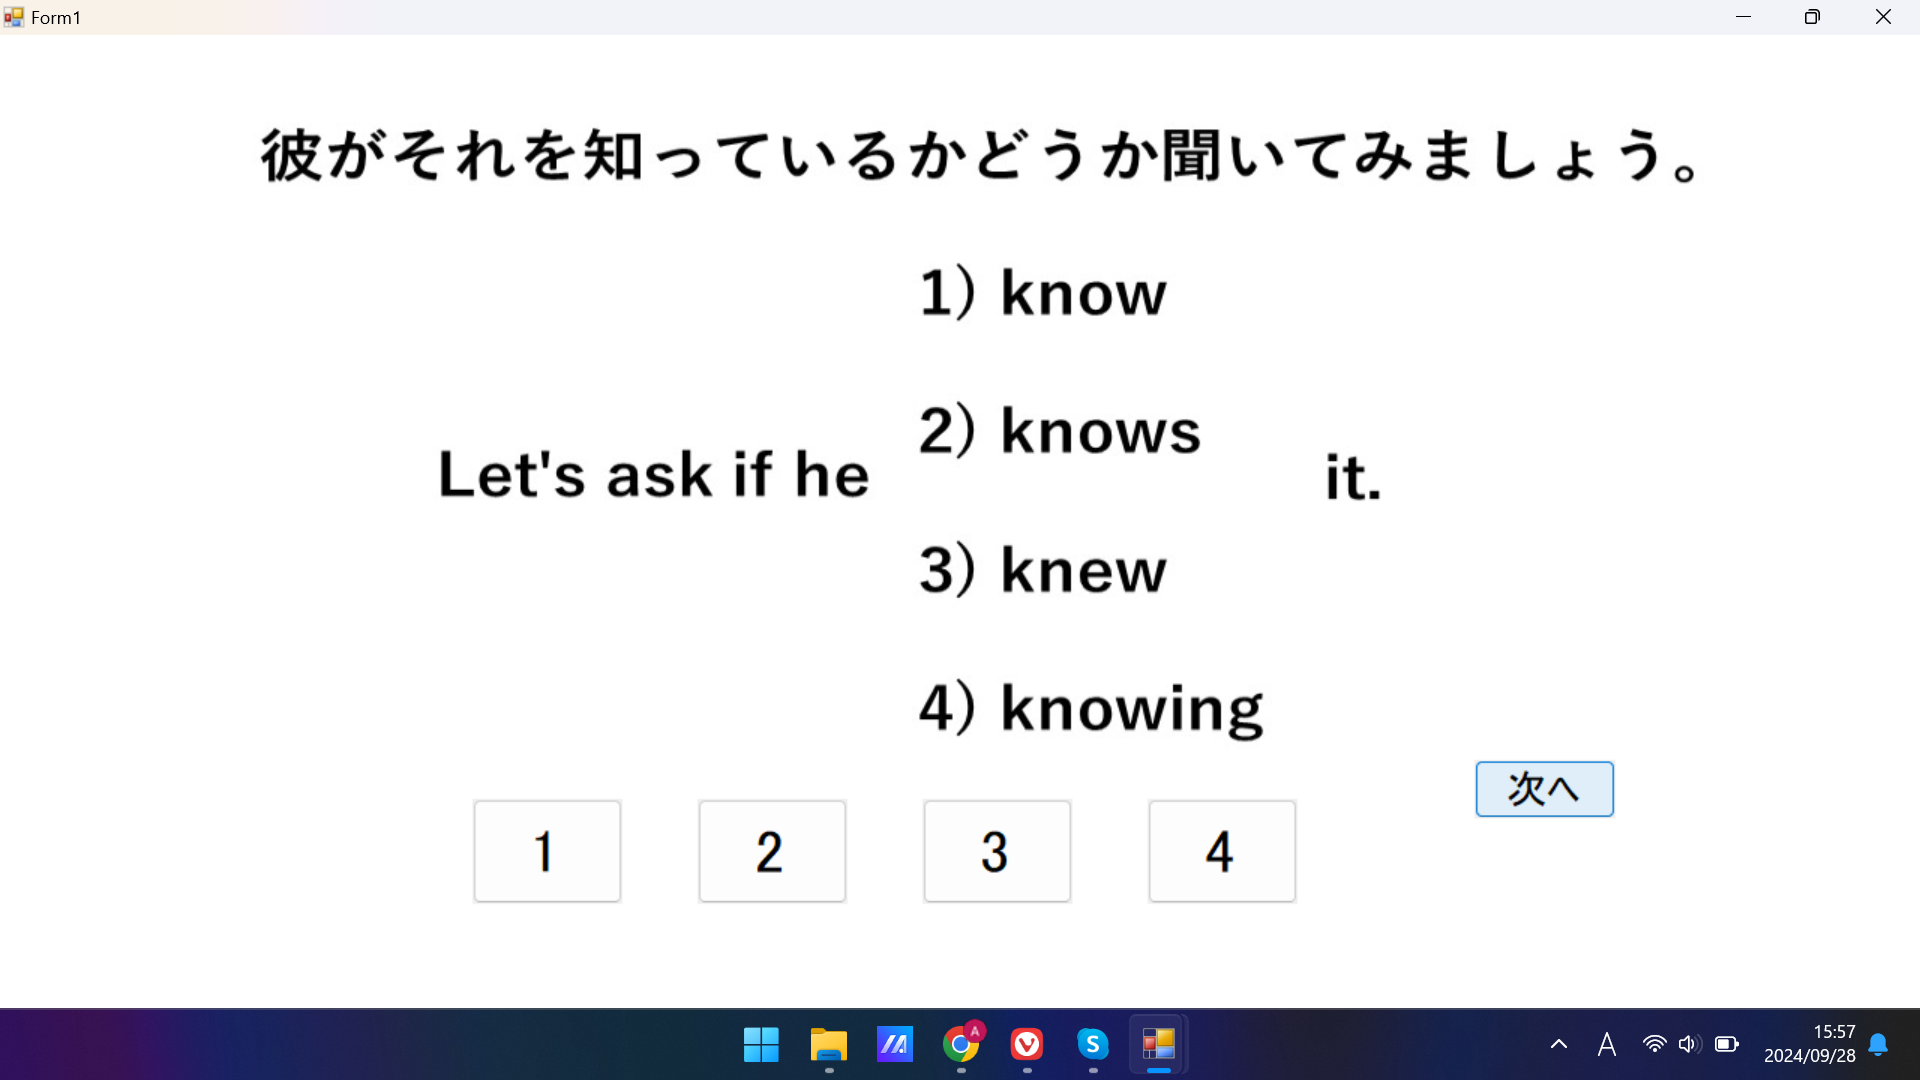 Form1
彼がそれを知っているかどうか聞いてみましょう。
1) know
2) knows
Let's ask if he
it.
3) knew
4) knowing
次へ
1 2 3 4
A
S
A
15:57
2024/09/28